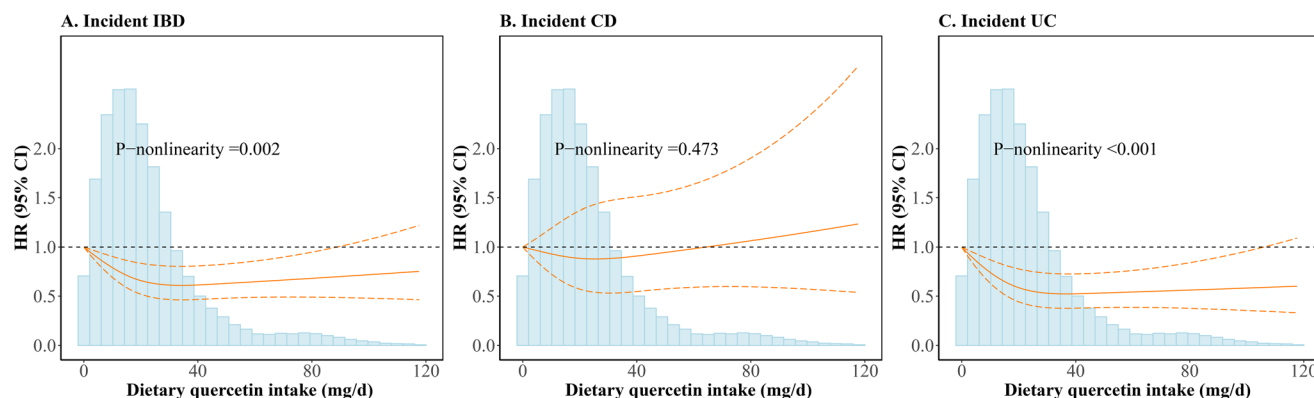 A. Incident IBD
HR (95% CI)
2.0
1.5
1.0
0.5
0.0
P−nonlinearity =0.002
0
40
80
120
Dietary quercetin intake (mg/d)
B. Incident CD
HR (95% CI)
2.0
1.5
1.0
0.5
0.0
P−nonlinearity =0.473
0
40
80
120
Dietary quercetin intake (mg/d)
C. Incident UC
HR (95% CI)
2.0
1.5
1.0
0.5
0.0
P−nonlinearity <0.001
0
40
80
120
Dietary quercetin intake (mg/d)